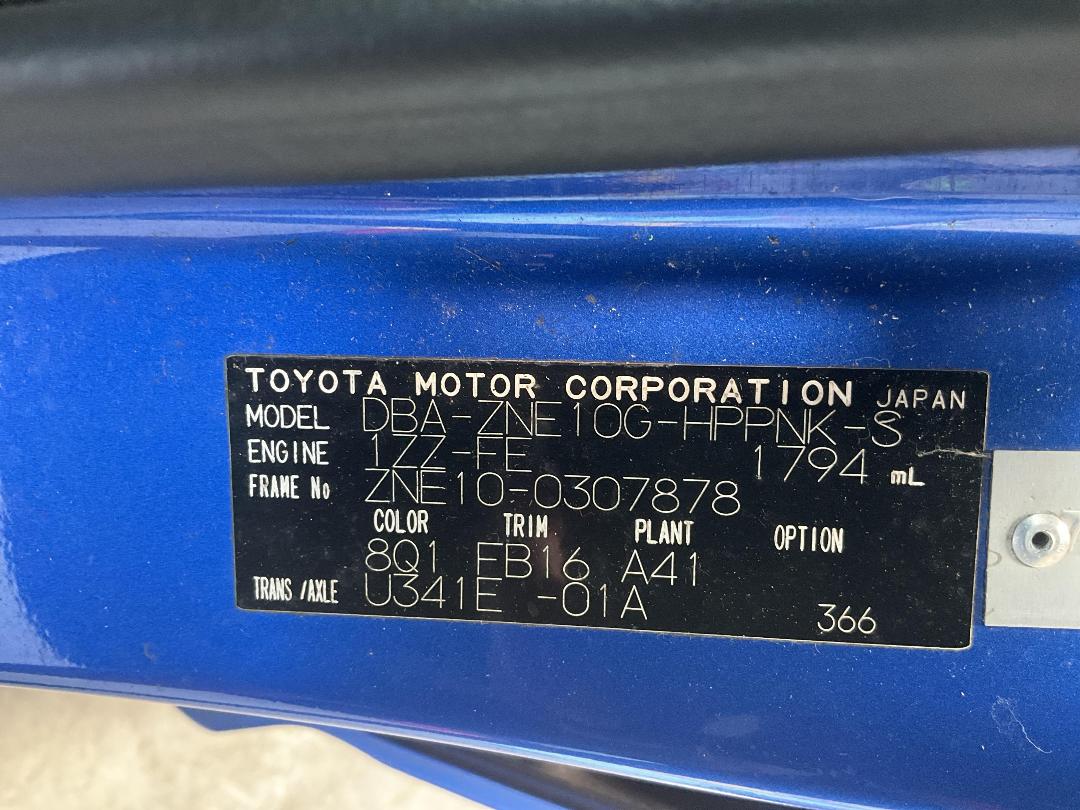 TOYOTA MOTOR CORPORATION JAPAN
MODEL DBA-ZNE10G-HPPNK-S
ENGINE 1ZZ-FE 1794 mL
FRAME No ZNE10-0307878
COLOR TRIM PLANT OPTION
8Q1 FB16 A41
TRANS/AXLE U341E -01A
366